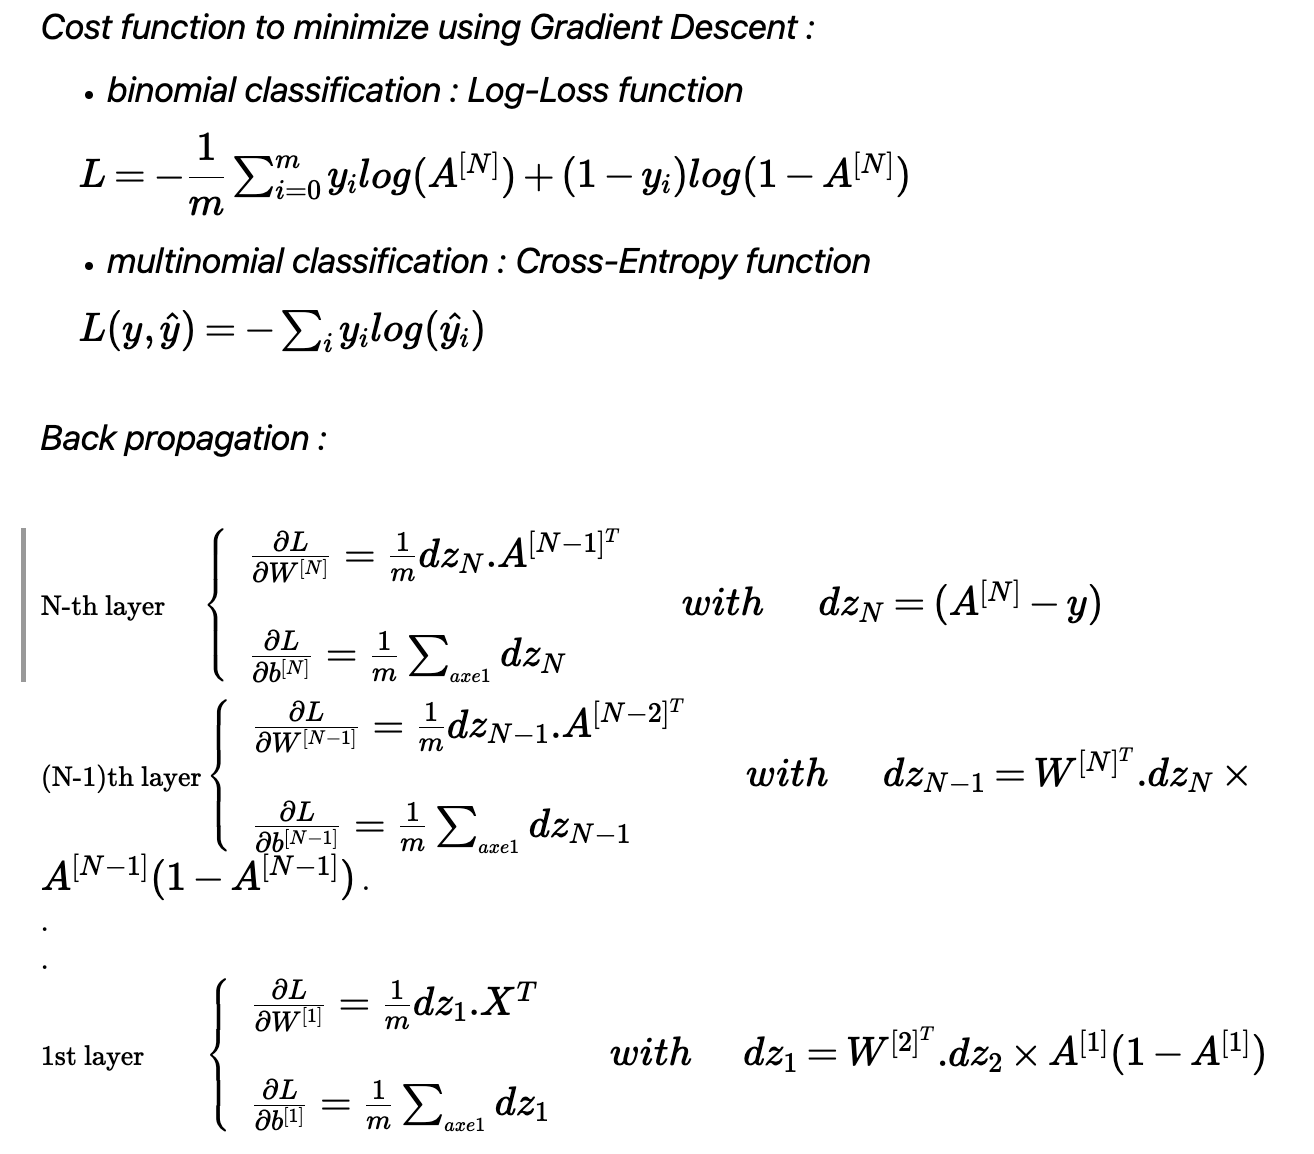 Cost function to minimize using Gradient Descent :
• binomial classification : Log-Loss function
$L = -\frac{1}{m} \sum_{i=0}^{m} y_i log(A^{[N]}) + (1 - y_i)log(1 - A^{[N]})$
• multinomial classification : Cross-Entropy function
$L(y, \hat{y}) = - \sum_i y_i log(\hat{y}_i)$
Back propagation :
N-th layer $\begin{cases} \frac{\partial L}{\partial W^{[N]}} = \frac{1}{m} dz_N . A^{[N-1]^T} \\ \frac{\partial L}{\partial b^{[N]}} = \frac{1}{m} \sum_{axe1} dz_N \end{cases}$ with $dz_N = (A^{[N]} - y)$
(N-1)th layer $\begin{cases} \frac{\partial L}{\partial W^{[N-1]}} = \frac{1}{m} dz_{N-1} . A^{[N-2]^T} \\ \frac{\partial L}{\partial b^{[N-1]}} = \frac{1}{m} \sum_{axe1} dz_{N-1} \end{cases}$ with $dz_{N-1} = W^{[N]^T} . dz_N \times$
$A^{[N-1]}(1 - A^{[N-1]})$ .
.
.
1st layer $\begin{cases} \frac{\partial L}{\partial W^{[1]}} = \frac{1}{m} dz_1 . X^T \\ \frac{\partial L}{\partial b^{[1]}} = \frac{1}{m} \sum_{axe1} dz_1 \end{cases}$ with $dz_1 = W^{[2]^T} . dz_2 \times A^{[1]}(1 - A^{[1]})$